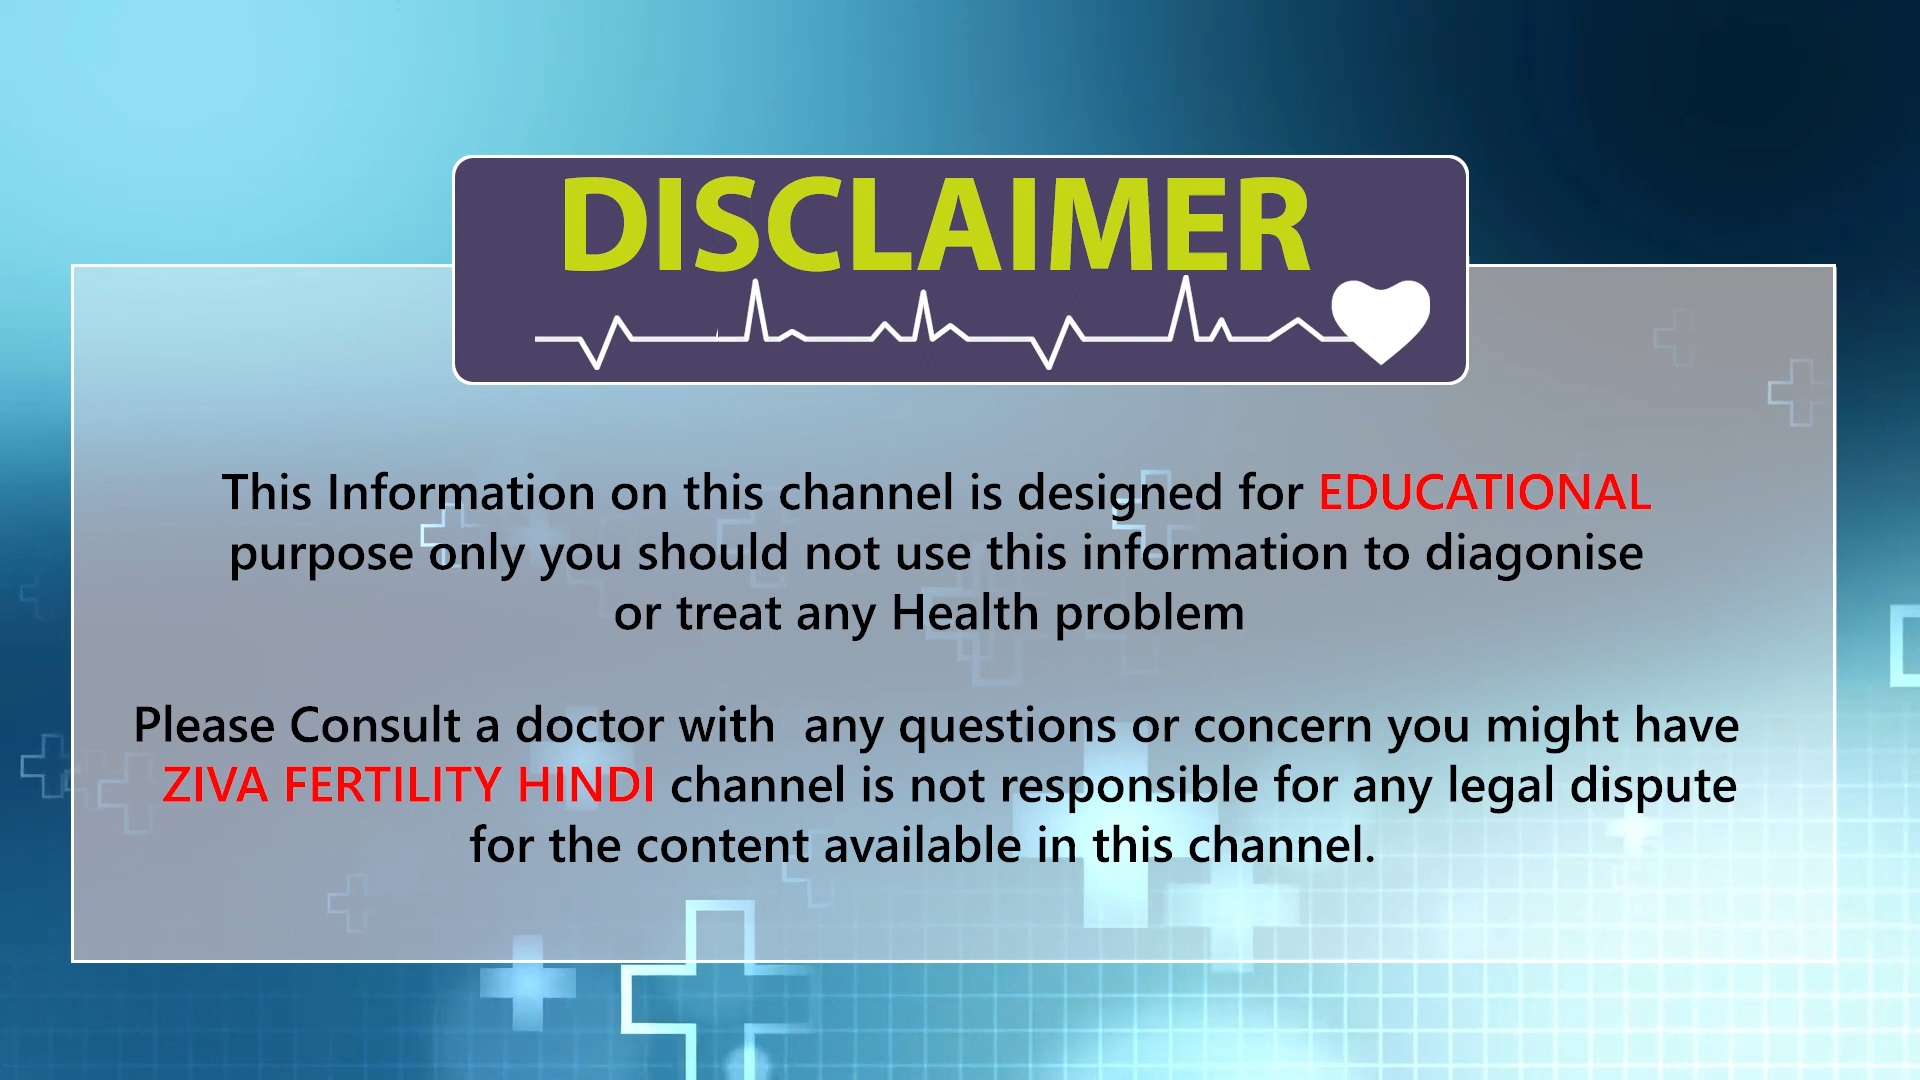 DISCLAIMER
This Information on this channel is designed for EDUCATIONAL
purpose only you should not use this information to diagonise
or treat any Health problem
Please Consult a doctor with  any questions or concern you might have
ZIVA FERTILITY HINDI channel is not responsible for any legal dispute
for the content available in this channel.